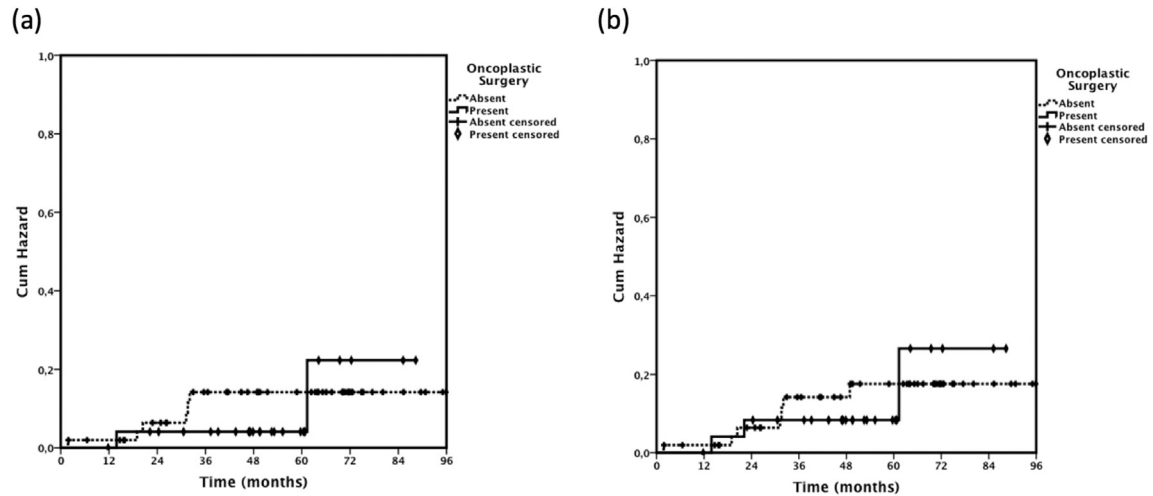 (a)
1,0
0,8
0,6
0,4
0,2
0,0
Cum Hazard
0 12 24 36 48 60 72 84 96
Time (months)
Oncoplastic
Surgery
Absent
Present
Absent censored
Present censored
(b)
1,0
0,8
0,6
0,4
0,2
0,0
Cum Hazard
0 12 24 36 48 60 72 84 96
Time (months)
Oncoplastic
Surgery
Absent
Present
Absent censored
Present censored